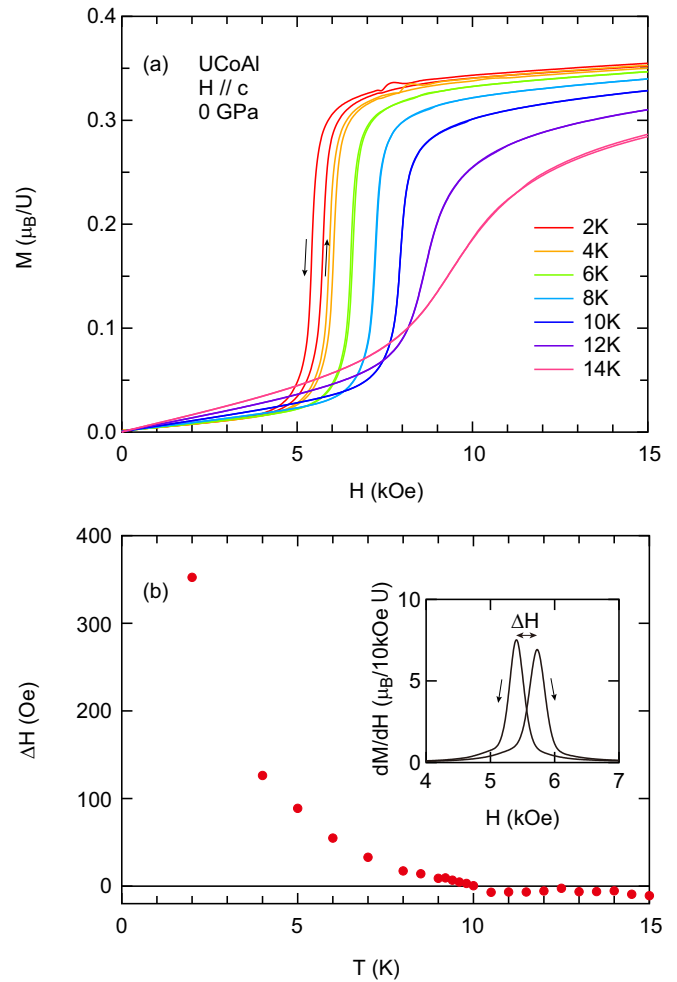 (a)
UCoAl
H // c
0 GPa
0.4
0.3
0.2
0.1
0.0
M (μB/U)
2K
4K
6K
8K
10K
12K
14K
0
5
10
15
H (kOe)
(b)
400
300
200
100
0
ΔH (Oe)
10
5
0
dM/dH (μB/10kOe U)
ΔH
4
5
6
7
H (kOe)
0
5
10
15
T (K)